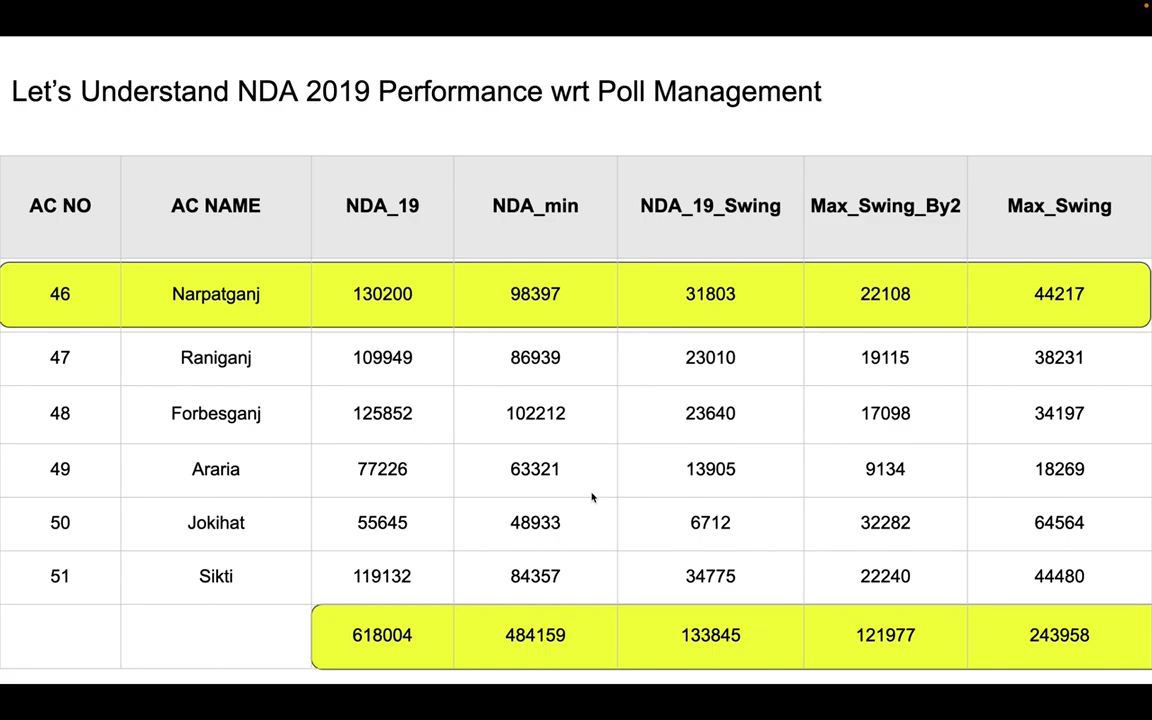 Let's Understand NDA 2019 Performance wrt Poll Management
AC NO AC NAME NDA_19 NDA_min NDA_19_Swing Max_Swing_By2 Max_Swing
46 Narpatganj 130200 98397 31803 22108 44217
47 Raniganj 109949 86939 23010 19115 38231
48 Forbesganj 125852 102212 23640 17098 34197
49 Araria 77226 63321 13905 9134 18269
50 Jokihat 55645 48933 6712 32282 64564
51 Sikti 119132 84357 34775 22240 44480
618004 484159 133845 121977 243958